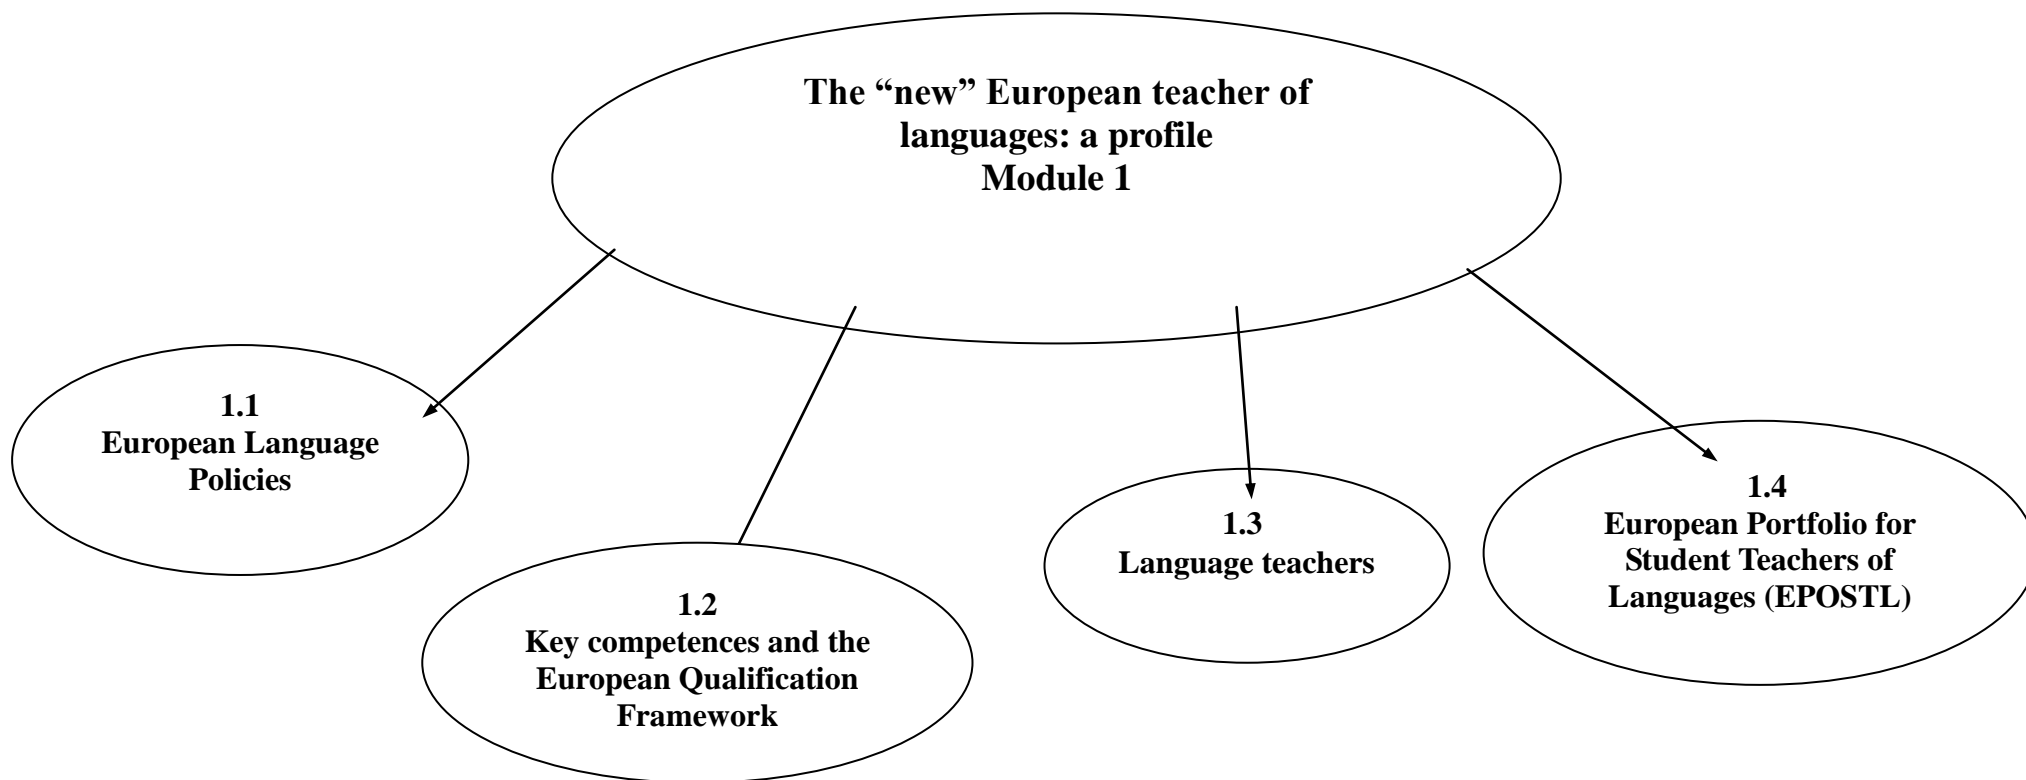 The “new” European teacher of
languages: a profile
Module 1
1.1
European Language
Policies
1.2
Key competences and the
European Qualification
Framework
1.3
Language teachers
1.4
European Portfolio for
Student Teachers of
Languages (EPOSTL)